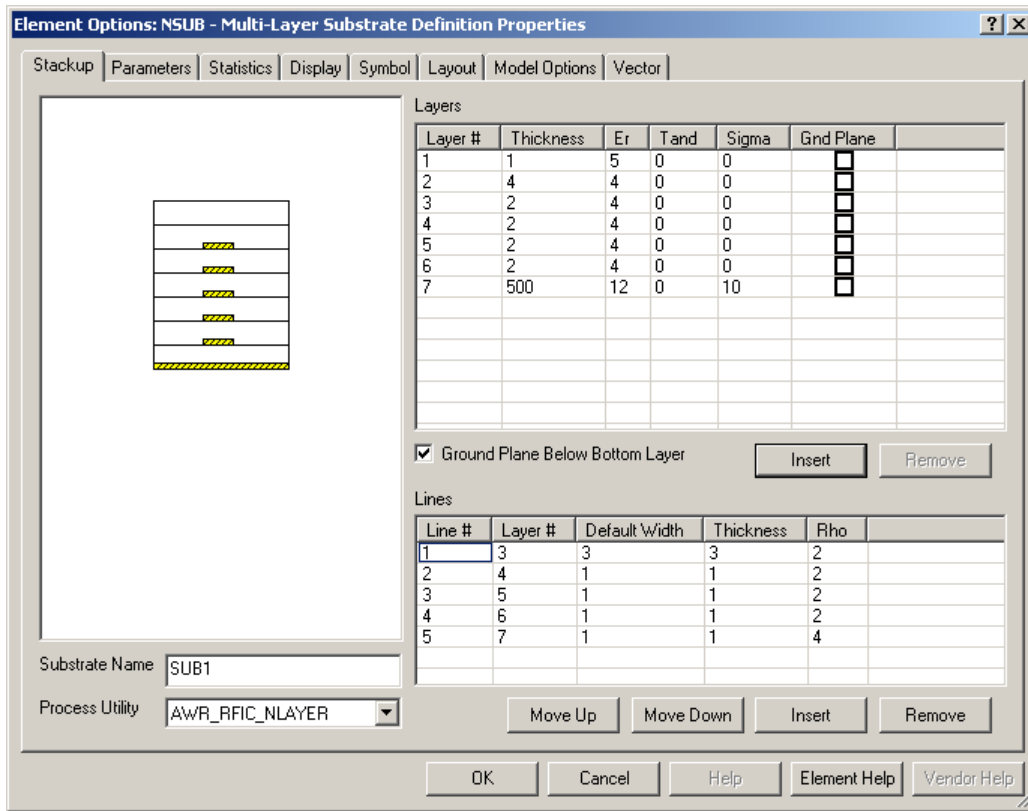 Element Options: NSUB - Multi-Layer Substrate Definition Properties
Stackup Parameters Statistics Display Symbol Layout Model Options Vector
Layers
Layer # Thickness Er Tand Sigma Gnd Plane
1 1 5 0 0
2 4 4 0 0
3 2 4 0 0
4 2 4 0 0
5 2 4 0 0
6 2 4 0 0
7 500 12 0 10
Ground Plane Below Bottom Layer
Insert Remove
Lines
Line # Layer # Default Width Thickness Rho
1 3 3 3 2
2 4 1 1 2
3 5 1 1 2
4 6 1 1 2
5 7 1 1 4
Substrate Name SUB1
Process Utility AWR_RFIC_NLAYER
Move Up Move Down Insert Remove
OK Cancel Help Element Help Vendor Help